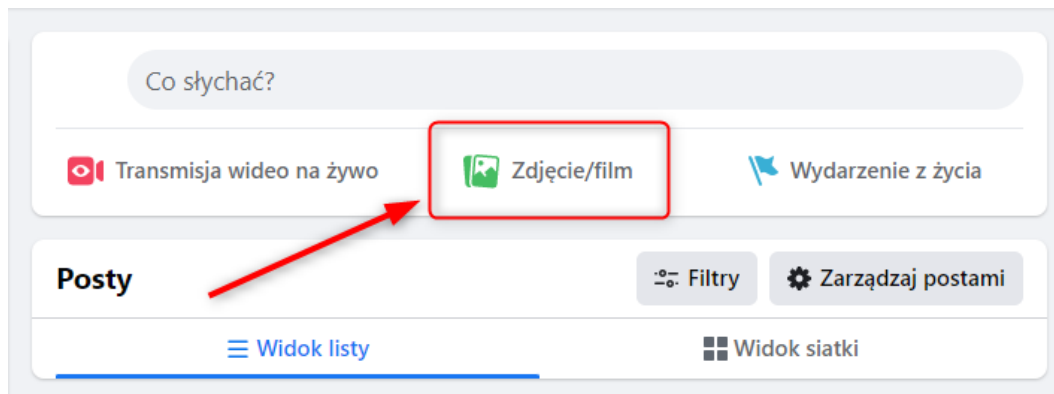 Co słychać?
Transmisja wideo na żywo Zdjęcie/film Wydarzenie z życia
Posty Filtry Zarządzaj postami
Widok listy Widok siatki